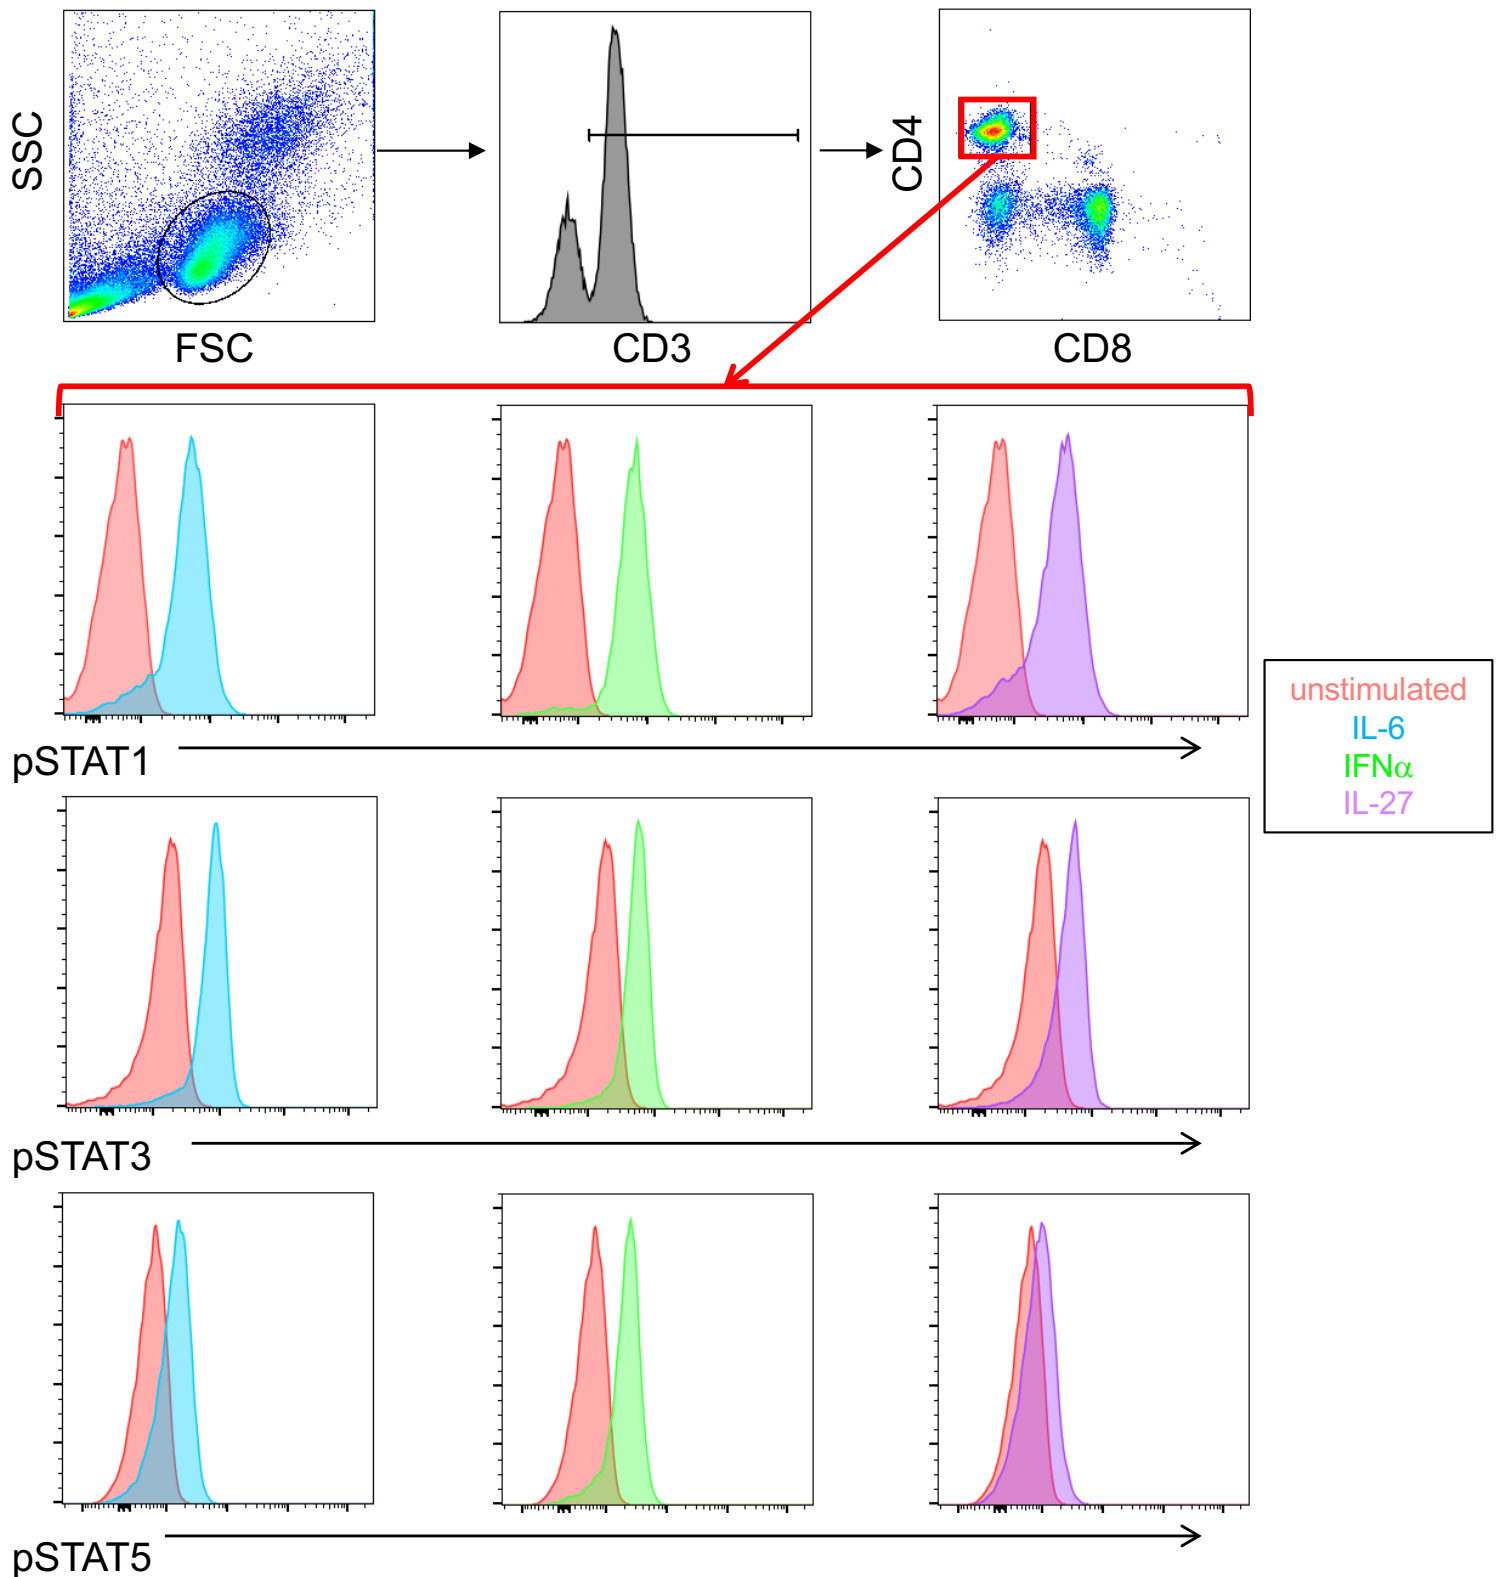 SSC
FSC
CD3
CD4
CD8
unstimulated
IL-6
IFNα
IL-27
pSTAT1
pSTAT3
pSTAT5